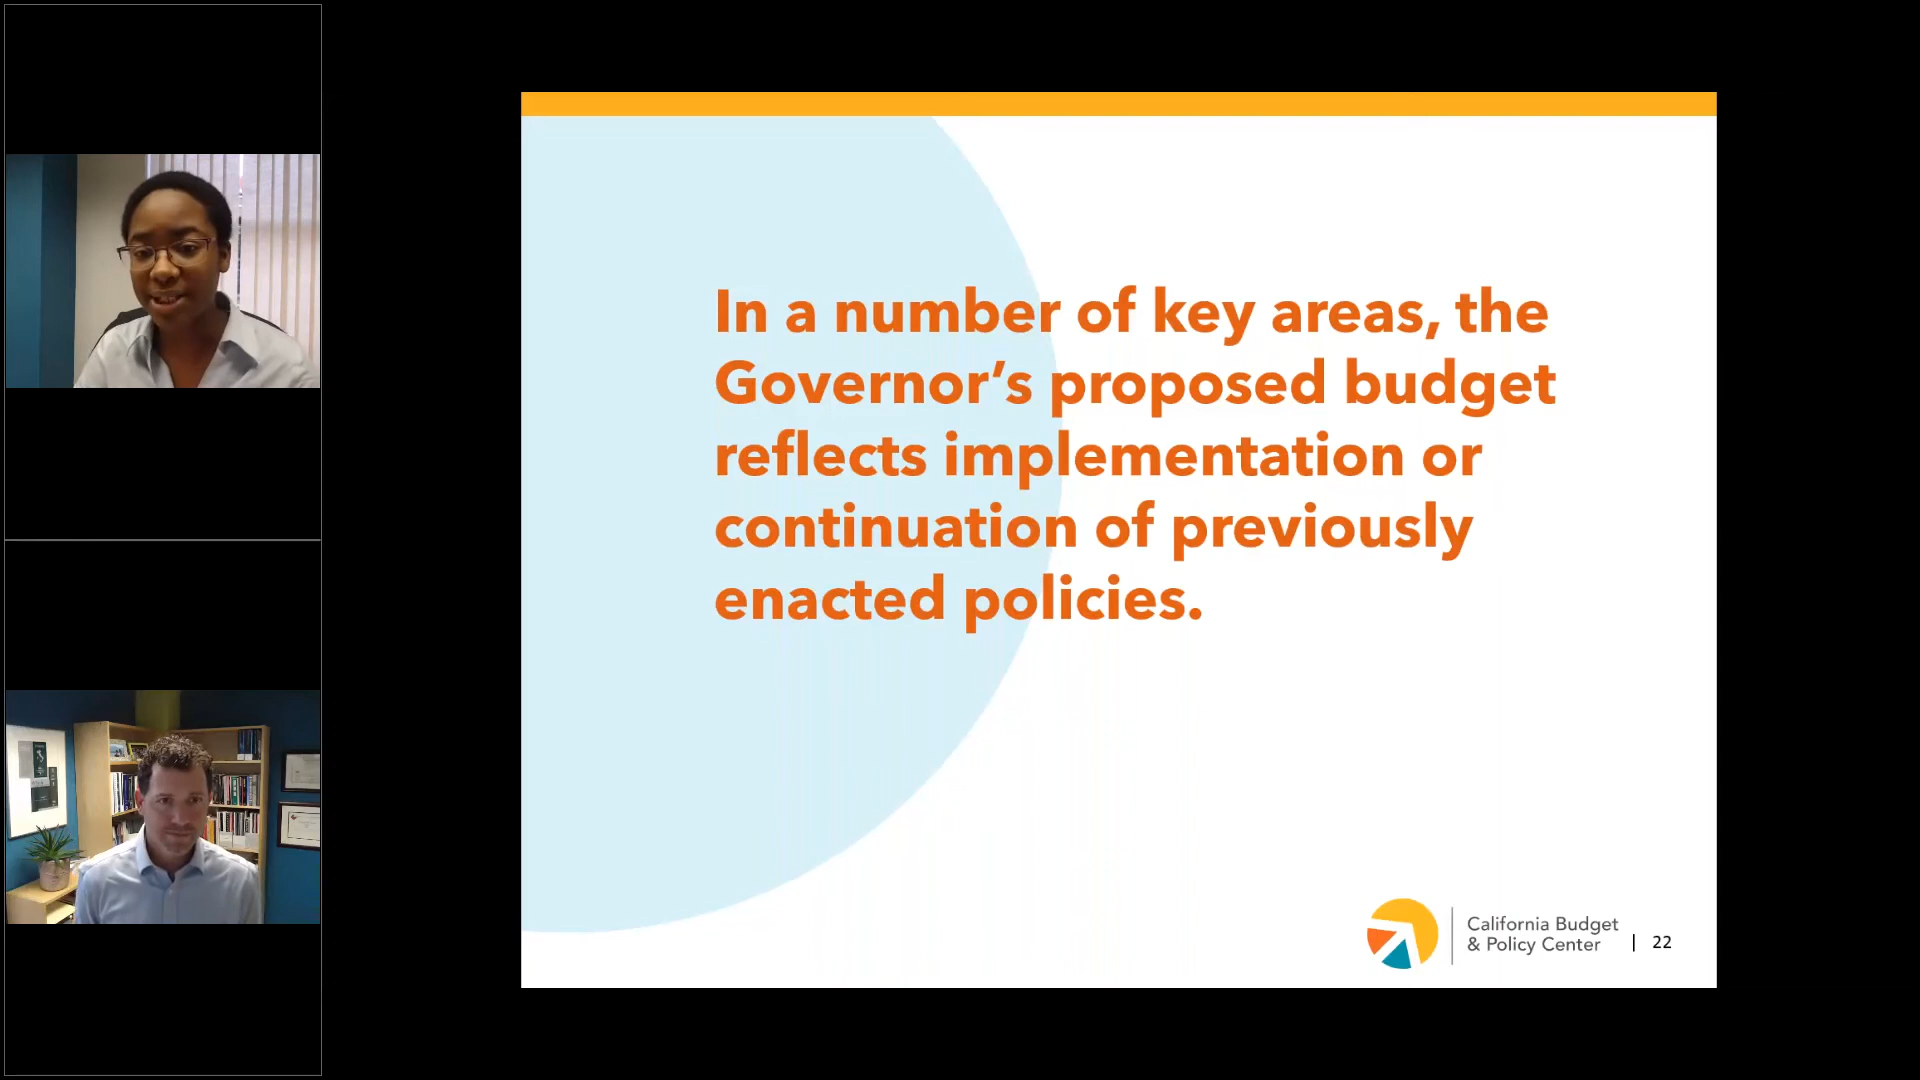 In a number of key areas, the
Governor’s proposed budget
reflects implementation or
continuation of previously
enacted policies.
California Budget
& Policy Center
| 22